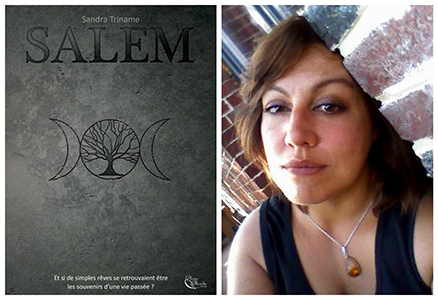 Sandra Triname
SALEM
Et si de simples rêves se retrouvaient être
les souvenirs d'une vie passée ?